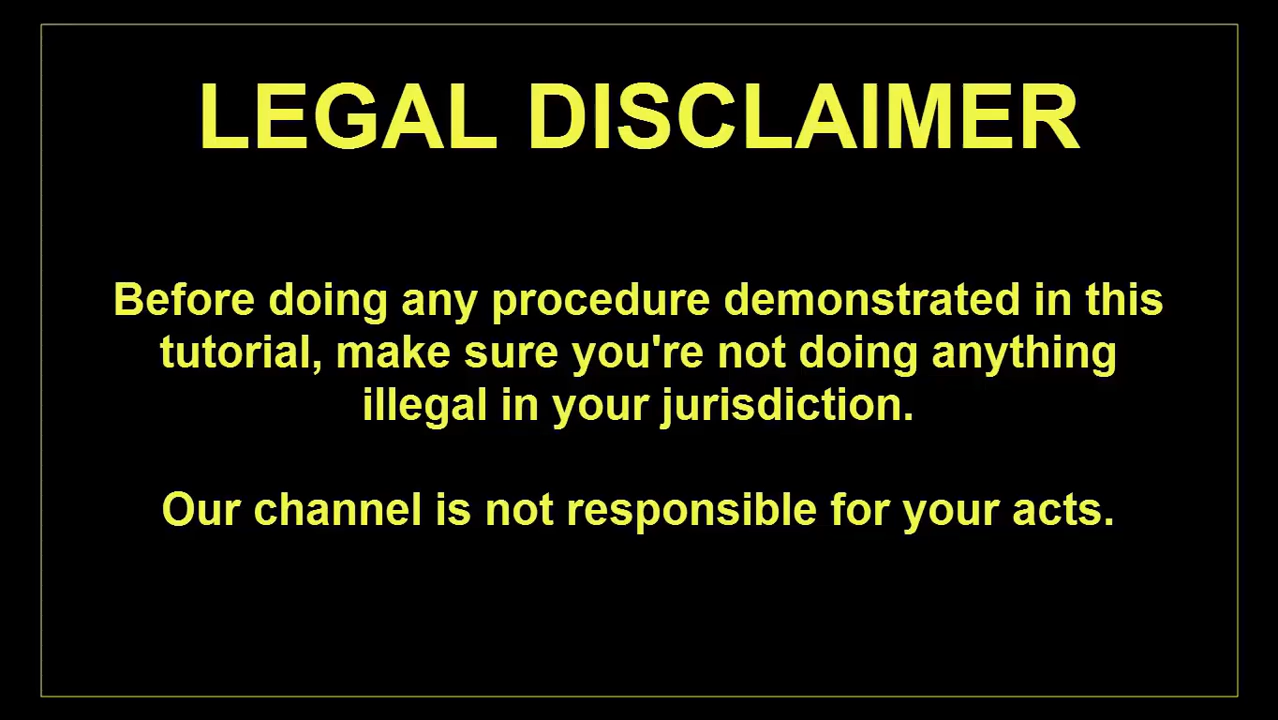 LEGAL DISCLAIMER
Before doing any procedure demonstrated in this
tutorial, make sure you're not doing anything
illegal in your jurisdiction.
Our channel is not responsible for your acts.